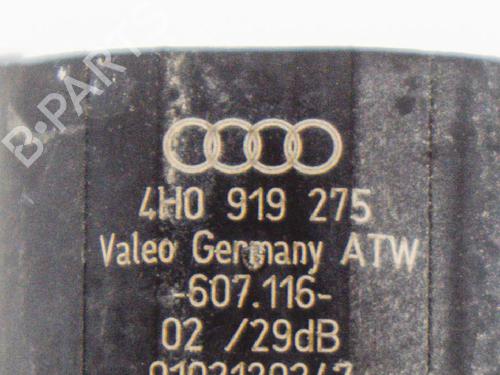 B-PARTS
4H0 919 275
Valeo Germany ATW
-607.116-
02 /29dB